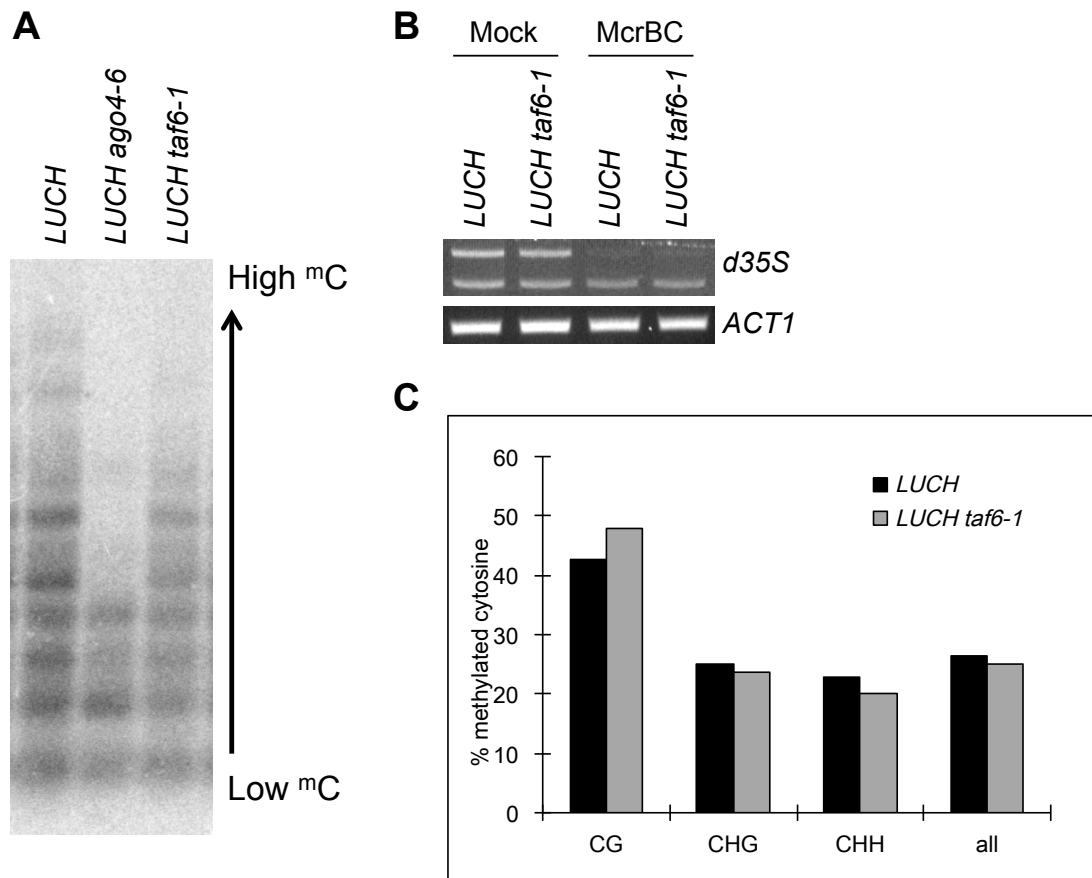 A
LUCH
LUCH ago4-6
LUCH taf6-1
High ᵐC
Low ᵐC
B
Mock
McrBC
LUCH
LUCH taf6-1
LUCH
LUCH taf6-1
d35S
ACT1
C
% methylated cytosine
60
50
40
30
20
10
0
LUCH
LUCH taf6-1
CG
CHG
CHH
all